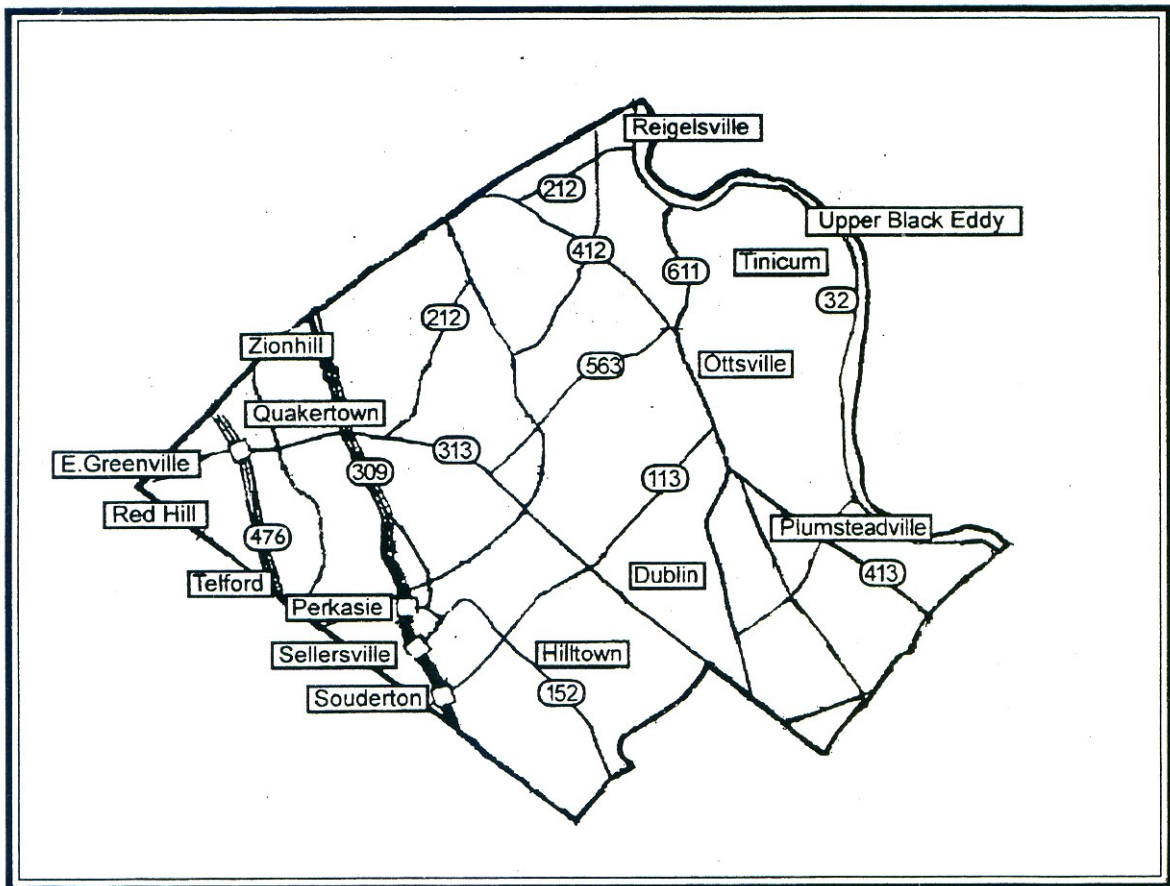 Reigelsville
212
Upper Black Eddy
412
Tinicum
611
32
212
Zionhill
563
Ottsville
Quakertown
313
E.Greenville
309
113
Red Hill
Plumsteadville
476
413
Telford
Dublin
Perkasie
Sellersville
Hilltown
Souderton
152